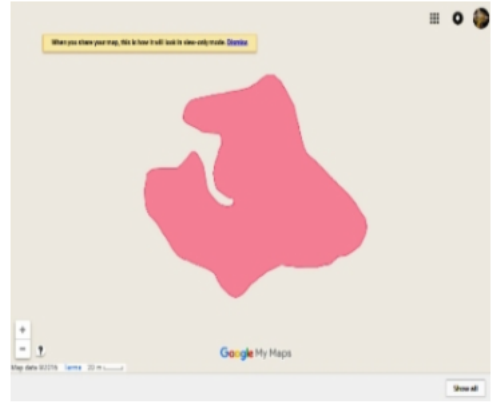 When you share your map, this is how it will look in view-only mode. Dismiss
+
-
Google My Maps
Map data ©2016 Terms 20 m
Show all